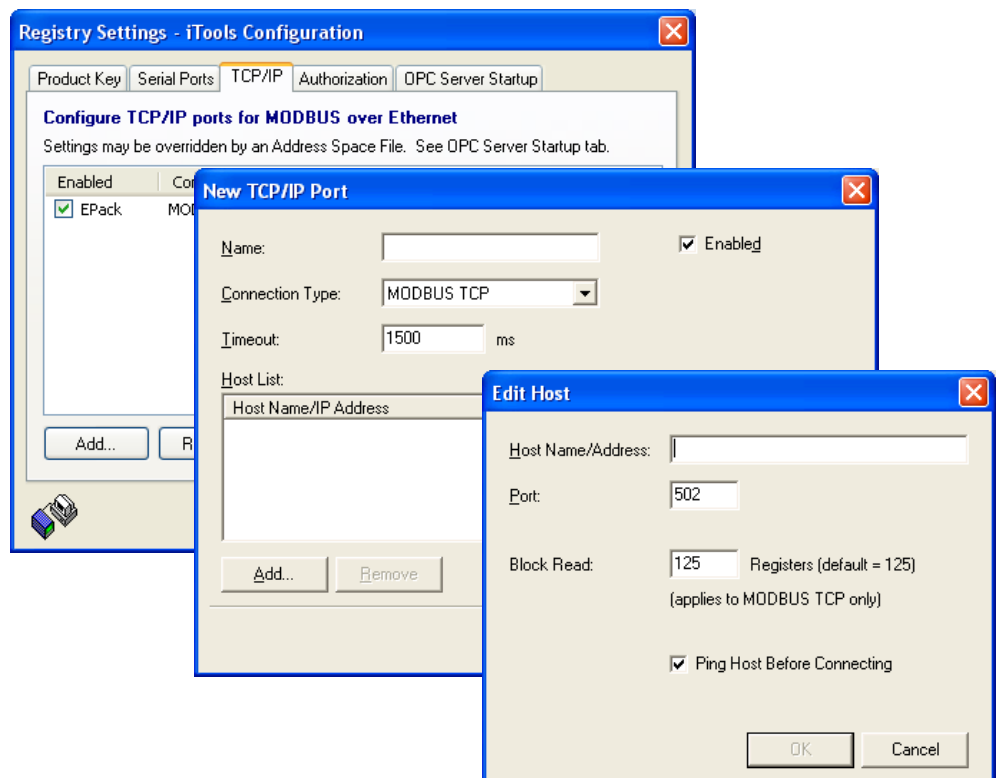 Registry Settings - iTools Configuration
Product Key Serial Ports TCP/IP Authorization OPC Server Startup
Configure TCP/IP ports for MODBUS over Ethernet
Settings may be overridden by an Address Space File. See OPC Server Startup tab.
Enabled Con
EPack MOD
Add... R
New TCP/IP Port
Name: Enabled
Connection Type: MODBUS TCP
Timeout: 1500 ms
Host List:
Host Name/IP Address
Add... Remove
Edit Host
Host Name/Address:
Port: 502
Block Read: 125 Registers (default = 125)
(applies to MODBUS TCP only)
Ping Host Before Connecting
OK Cancel